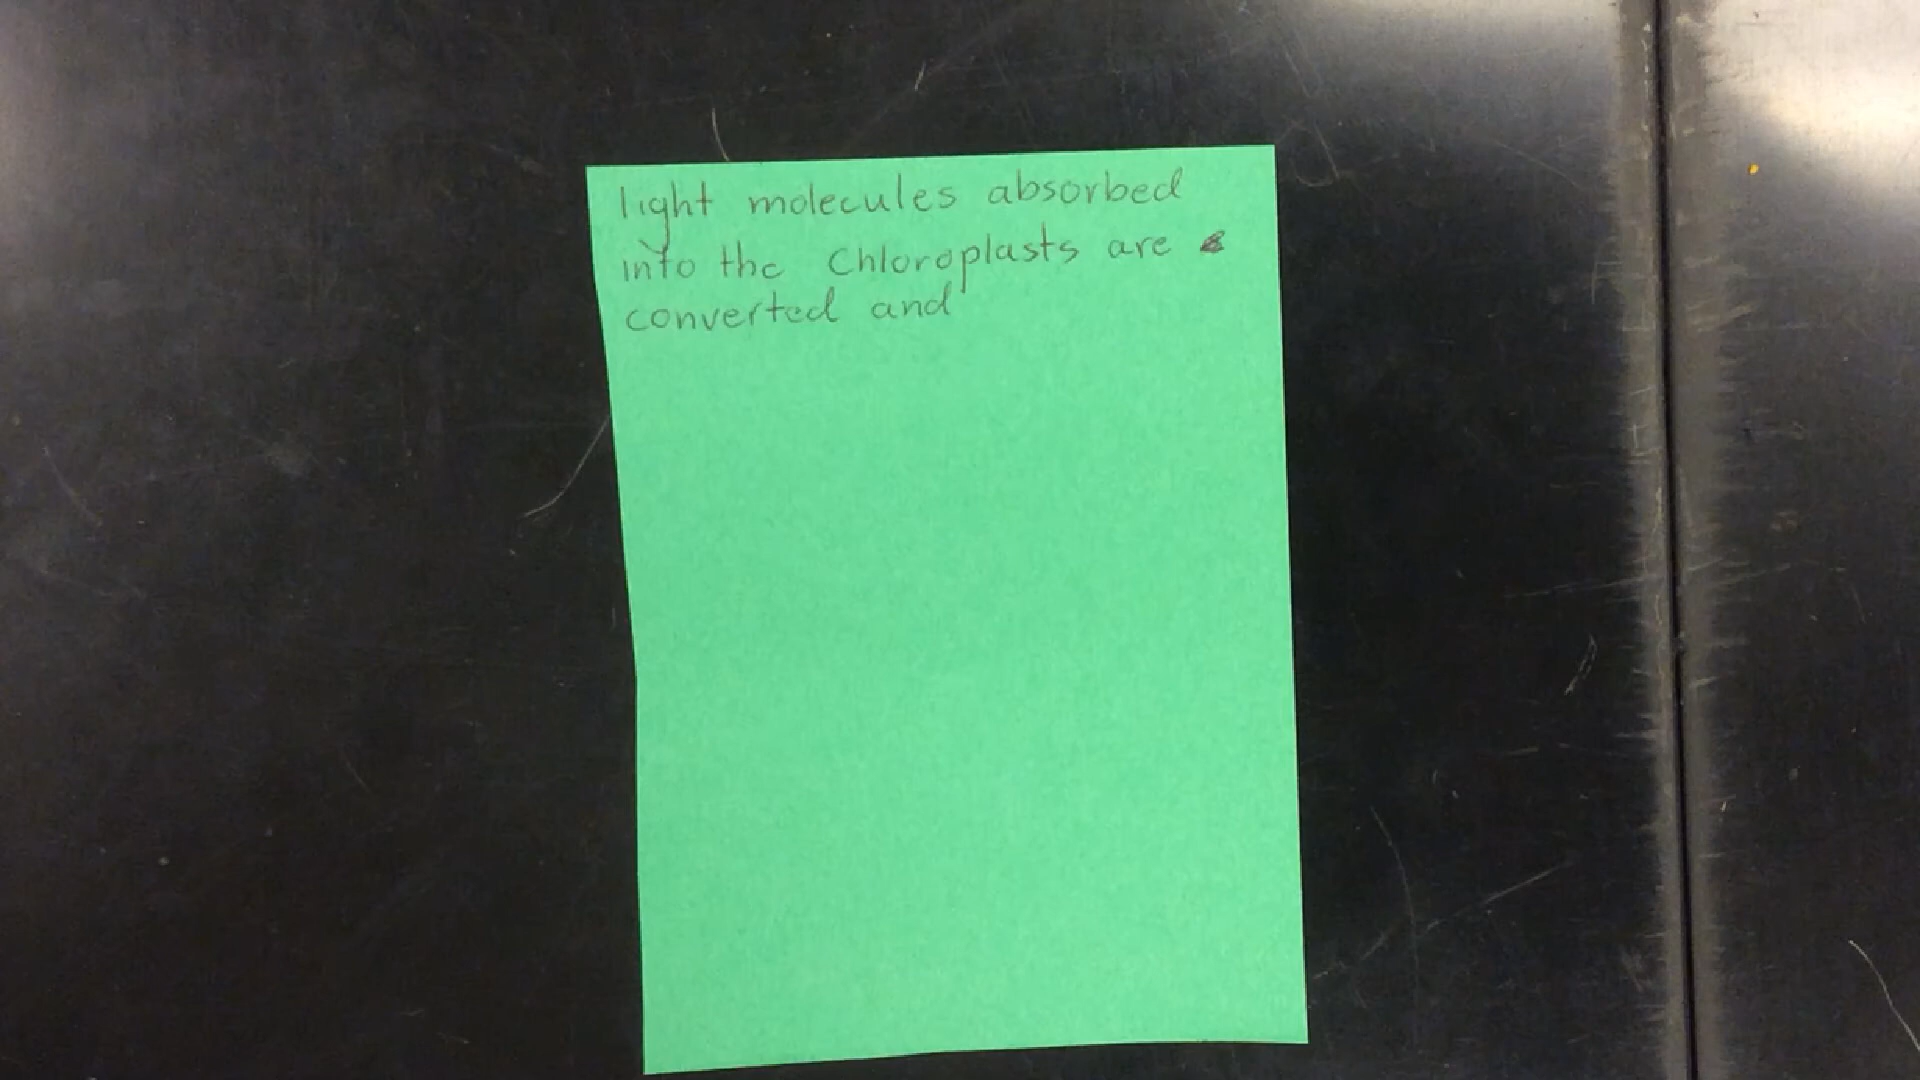 light molecules absorbed
into the Chloroplasts are
converted and